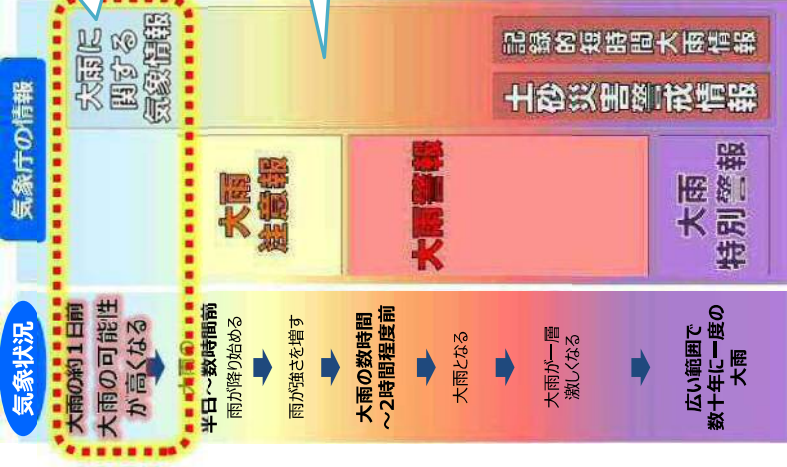 気象状況
大雨の約1日前
大雨の可能性
が高くなる
大雨の
半日~数時間前
雨が降り始める
雨が強さを増す
大雨の数時間
~2時間程度前
大雨となる
大雨が一層
激しくなる
広い範囲で
数十年に一度の
大雨
気象庁の情報
大雨に
関する
気象情報
大雨
注意報
大雨警報
大雨
特別警報
土砂災害警戒情報
記録的短時間大雨情報